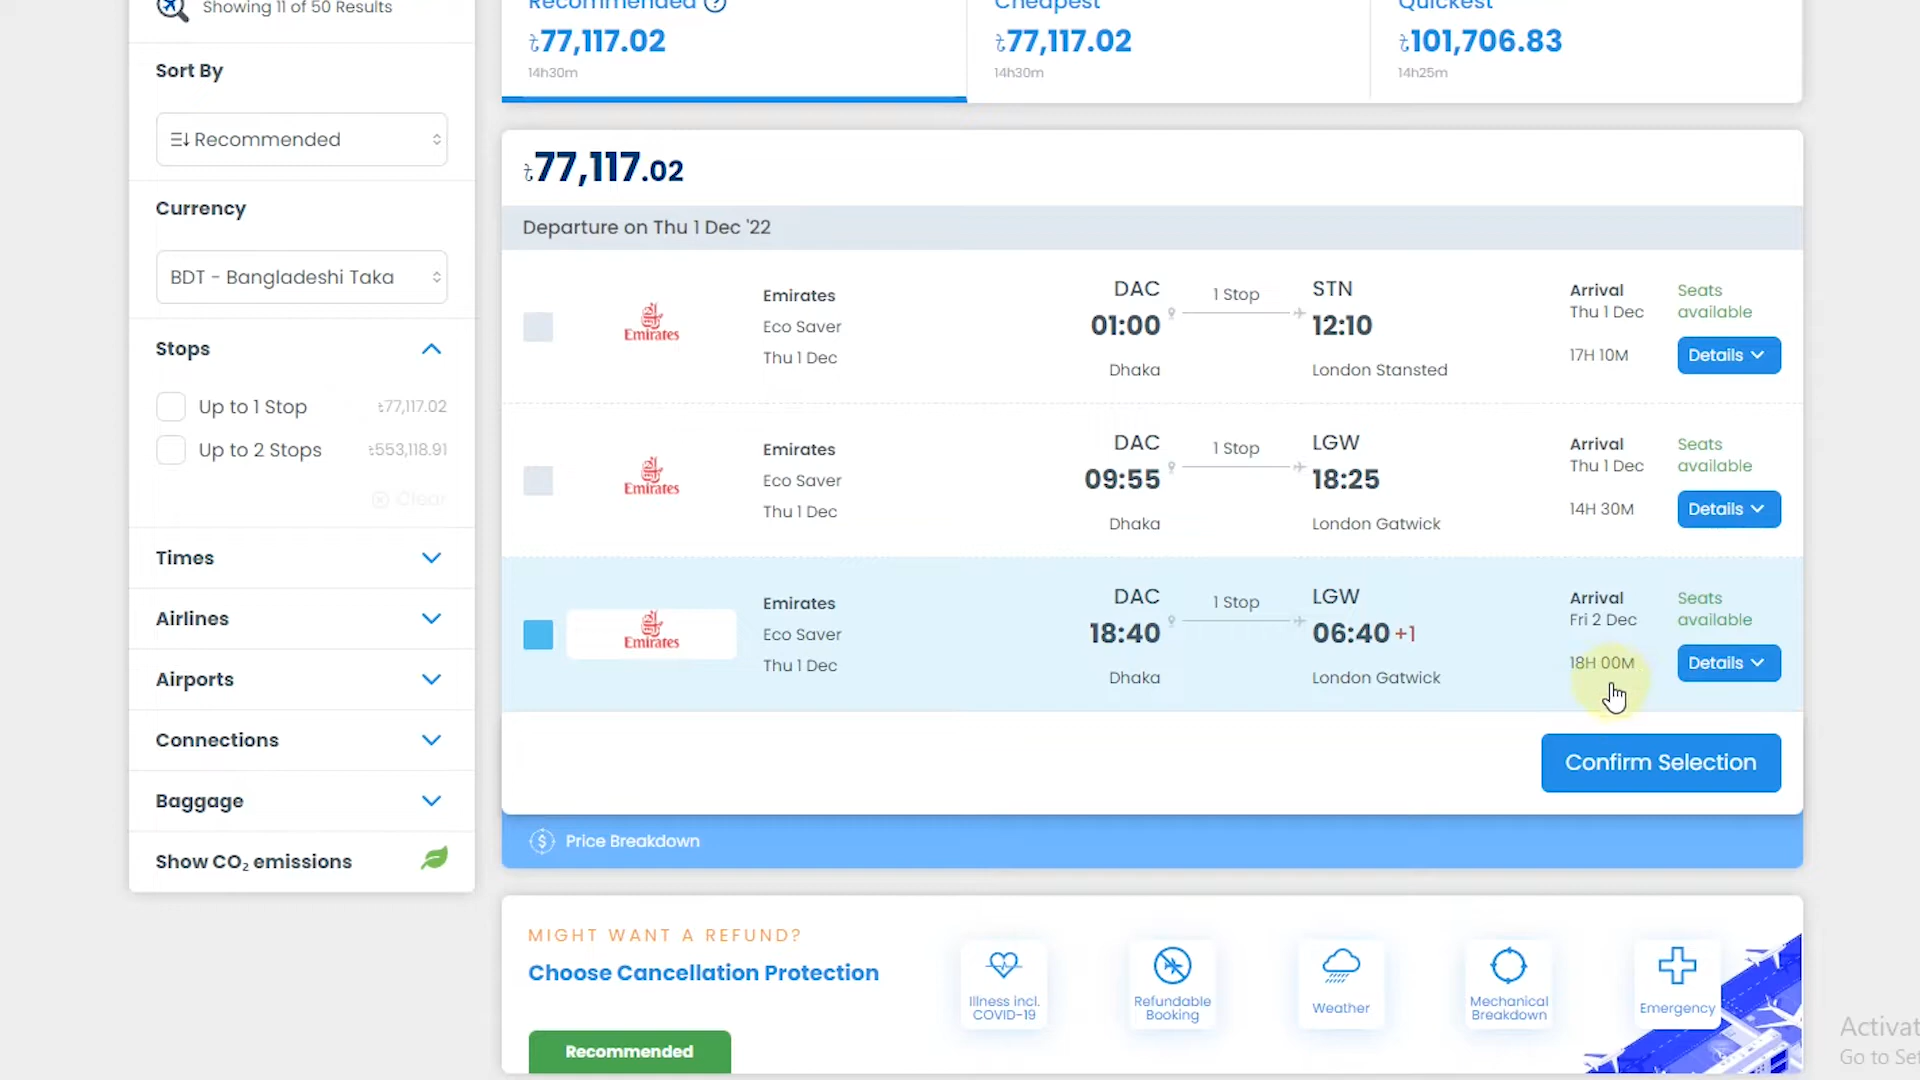 Showing 11 of 50 Results
Sort By
Recommended
Currency
BDT - Bangladeshi Taka
Stops
Up to 1 Stop ৳77,117.02
Up to 2 Stops ৳553,118.91
Clear
Times
Airlines
Airports
Connections
Baggage
Show CO₂ emissions
Recommended ?
৳77,117.02
14h30m
Cheapest
৳77,117.02
14h30m
Quickest
৳101,706.83
14h25m
৳77,117.02
Departure on Thu 1 Dec '22
Emirates
Emirates
Eco Saver
Thu 1 Dec
DAC
01:00
Dhaka
1 Stop
STN
12:10
London Stansted
Arrival
Thu 1 Dec
17H 10M
Seats
available
Details
Emirates
Emirates
Eco Saver
Thu 1 Dec
DAC
09:55
Dhaka
1 Stop
LGW
18:25
London Gatwick
Arrival
Thu 1 Dec
14H 30M
Seats
available
Details
Emirates
Emirates
Eco Saver
Thu 1 Dec
DAC
18:40
Dhaka
1 Stop
LGW
06:40 +1
London Gatwick
Arrival
Fri 2 Dec
18H 00M
Seats
available
Details
Confirm Selection
$ Price Breakdown
MIGHT WANT A REFUND?
Choose Cancellation Protection
Recommended
Illness incl.
COVID-19
Refundable
Booking
Weather
Mechanical
Breakdown
Emergency
Activat
Go to Set